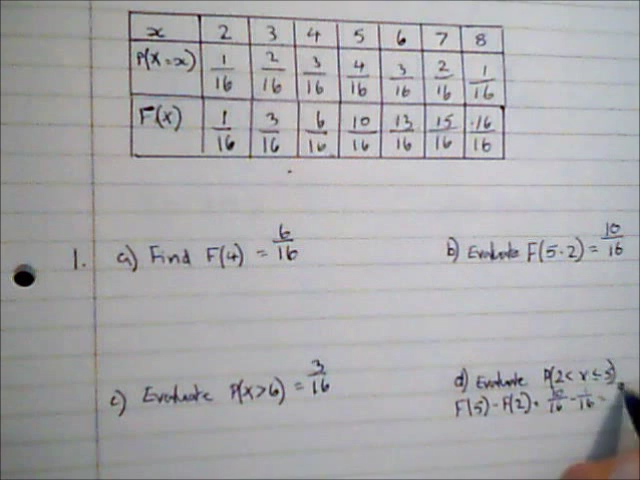 x 2 3 4 5 6 7 8
P(X=x) 1/16 2/16 3/16 4/16 3/16 2/16 1/16
F(x) 1/16 3/16 6/16 10/16 13/16 15/16 16/16
1. a) Find F(4) = 6/16
b) Evaluate F(5.2) = 10/16
c) Evaluate P(X>6) = 3/16
d) Evaluate P(2< X ≤5)
F(5) - F(2) = 10/16 - 1/16 =